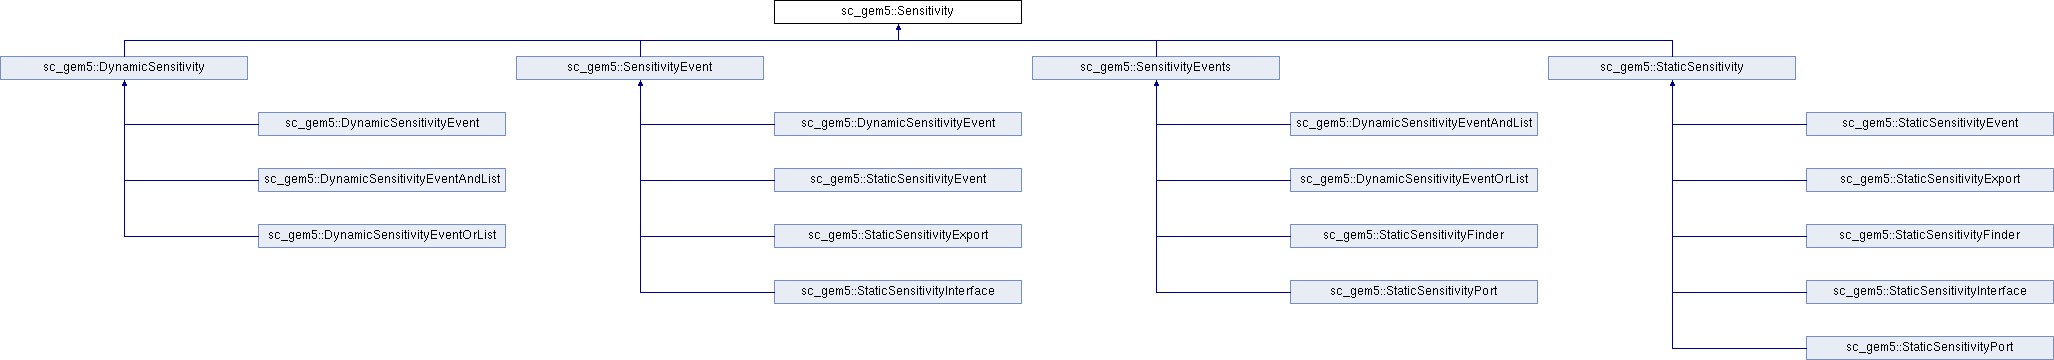 sc_gem5::Sensitivity
sc_gem5::DynamicSensitivity
sc_gem5::SensitivityEvent
sc_gem5::SensitivityEvents
sc_gem5::StaticSensitivity
sc_gem5::DynamicSensitivityEvent
sc_gem5::DynamicSensitivityEvent
sc_gem5::DynamicSensitivityEventAndList
sc_gem5::StaticSensitivityEvent
sc_gem5::DynamicSensitivityEventAndList
sc_gem5::StaticSensitivityEvent
sc_gem5::DynamicSensitivityEventOrList
sc_gem5::StaticSensitivityExport
sc_gem5::DynamicSensitivityEventOrList
sc_gem5::StaticSensitivityExport
sc_gem5::StaticSensitivityFinder
sc_gem5::StaticSensitivityFinder
sc_gem5::StaticSensitivityInterface
sc_gem5::StaticSensitivityPort
sc_gem5::StaticSensitivityInterface
sc_gem5::StaticSensitivityPort